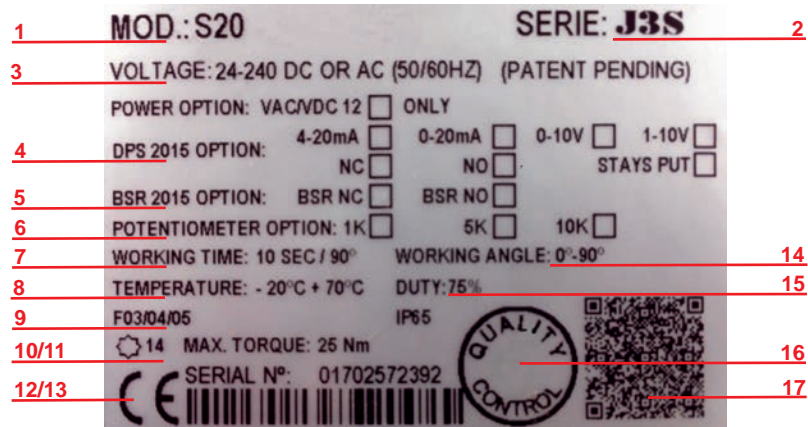 1 MOD.: S20 SERIE: J3S 2
3 VOLTAGE: 24-240 DC OR AC (50/60HZ) (PATENT PENDING)
POWER OPTION: VAC/VDC 12 ONLY
4 DPS 2015 OPTION: 4-20mA 0-20mA 0-10V 1-10V
NC NO STAYS PUT
5 BSR 2015 OPTION: BSR NC BSR NO
6 POTENTIOMETER OPTION: 1K 5K 10K
7 WORKING TIME: 10 SEC / 90° WORKING ANGLE: 0°-90° 14
8 TEMPERATURE: - 20°C + 70°C DUTY: 75% 15
9 F03/04/05 IP65
10/11 14 MAX. TORQUE: 25 Nm QUALITY CONTROL 16
12/13 CE SERIAL Nº: 01702572392 17